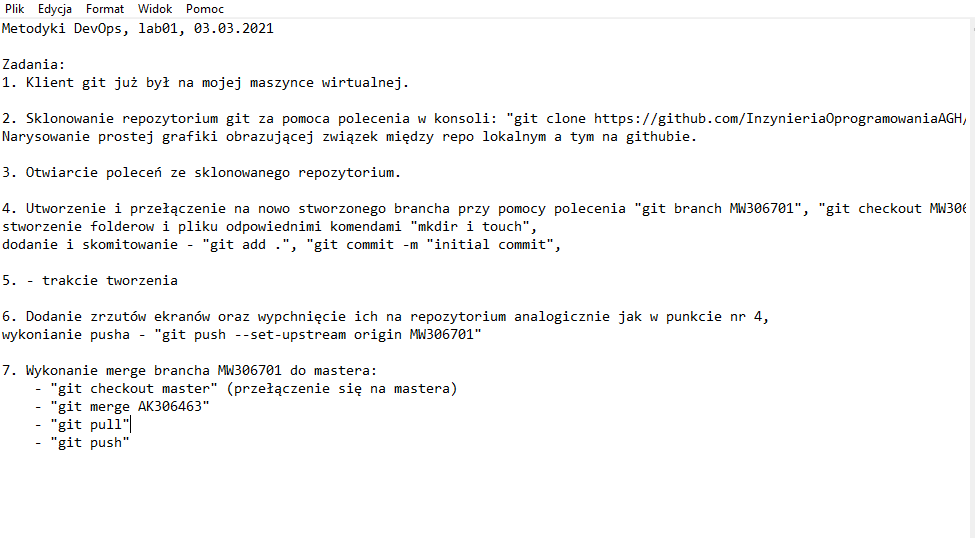 Plik Edycja Format Widok Pomoc
Metodyki DevOps, lab01, 03.03.2021
Zadania:
1. Klient git już był na mojej maszynce wirtualnej.
2. Sklonowanie repozytorium git za pomoca polecenia w konsoli: "git clone https://github.com/InzynieriaOprogramowaniaAGH/
Narysowanie prostej grafiki obrazującej związek między repo lokalnym a tym na githubie.
3. Otwiarcie poleceń ze sklonowanego repozytorium.
4. Utworzenie i przełączenie na nowo stworzonego brancha przy pomocy polecenia "git branch MW306701", "git checkout MW306
stworzenie folderow i pliku odpowiednimi komendami "mkdir i touch",
dodanie i skomitowanie - "git add .", "git commit -m "initial commit",
5. - trakcie tworzenia
6. Dodanie zrzutów ekranów oraz wypchnięcie ich na repozytorium analogicznie jak w punkcie nr 4,
wykonianie pusha - "git push --set-upstream origin MW306701"
7. Wykonanie merge brancha MW306701 do mastera:
- "git checkout master" (przełączenie się na mastera)
- "git merge AK306463"
- "git pull"
- "git push"